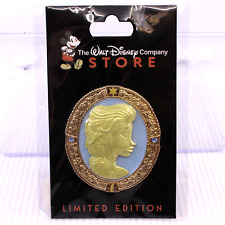 The WALT DISNEY Company
STORE
LIMITED EDITION